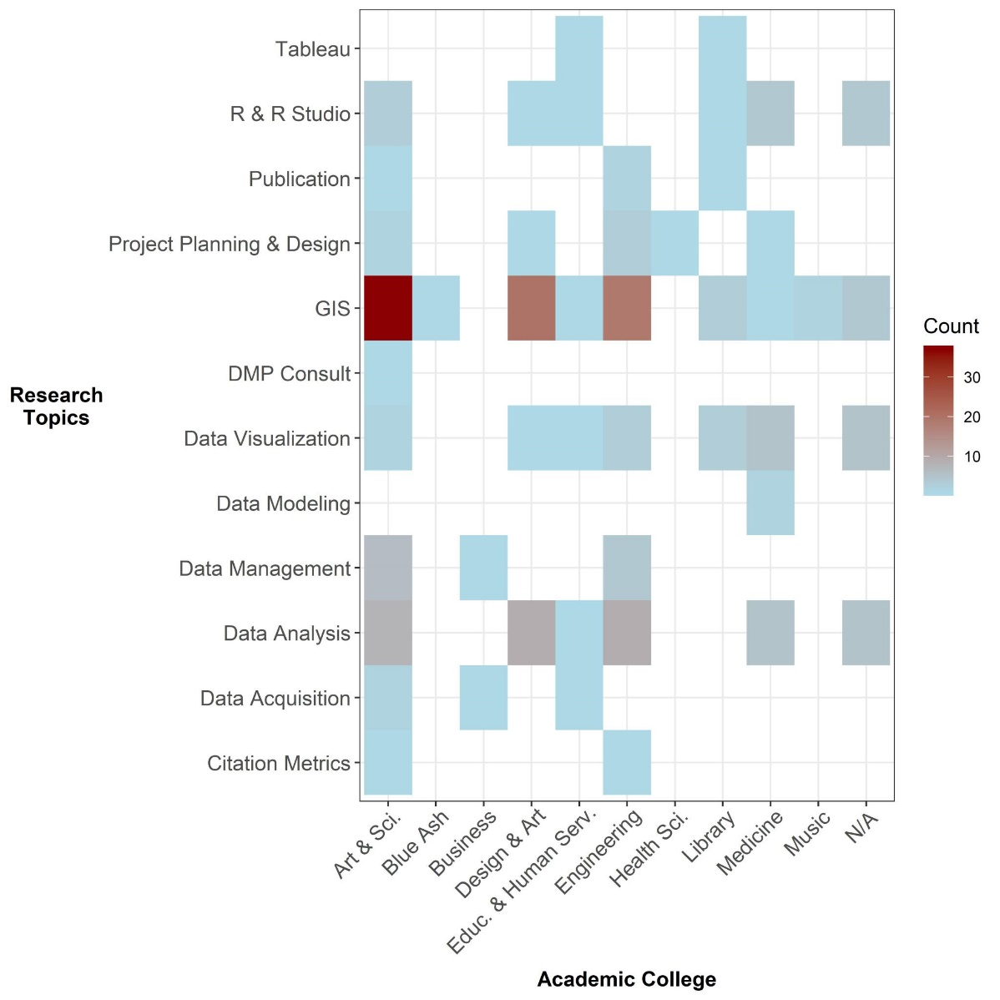 Tableau
R & R Studio
Publication
Project Planning & Design
GIS
DMP Consult
Data Visualization
Data Modeling
Data Management
Data Analysis
Data Acquisition
Citation Metrics
Research
Topics
Count
30
20
10
Art & Sci.
Blue Ash
Business
Design & Art
Educ. & Human Serv.
Engineering
Health Sci.
Library
Medicine
Music
N/A
Academic College